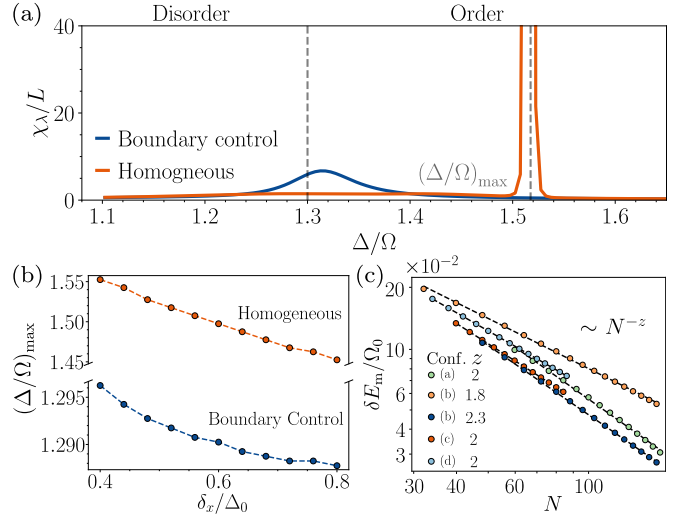 (a)
Disorder
Order
40
20
0
χλ/L
Boundary control
Homogneous
(Δ/Ω)max
1.1 1.2 1.3 1.4 1.5 1.6
Δ/Ω
(b)
1.55
1.50
1.45
1.295
1.290
(Δ/Ω)max
Homogeneous
Boundary Control
0.4 0.6 0.8
δx/Δ0
(c)
×10⁻²
20
10
6
4
3
δEm/Ω0
~ N⁻ᶻ
Conf. z
(a) 2
(b) 1.8
(b) 2.3
(c) 2
(d) 2
30 40 60 100
N